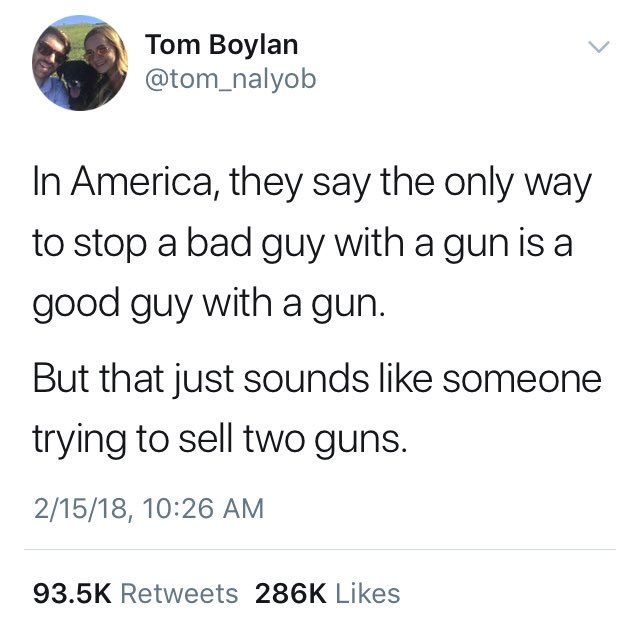 Tom Boylan
@tom_nalyob
In America, they say the only way
to stop a bad guy with a gun is a
good guy with a gun.
But that just sounds like someone
trying to sell two guns.
2/15/18, 10:26 AM
93.5K Retweets 286K Likes